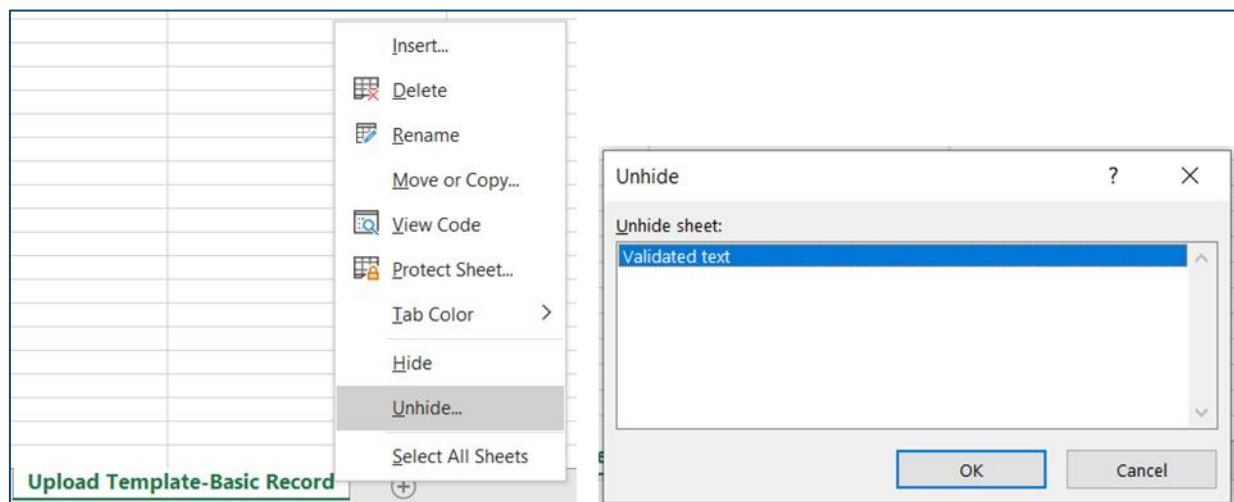 Insert...
Delete
Rename
Move or Copy...
View Code
Protect Sheet...
Tab Color
Hide
Unhide...
Select All Sheets
Upload Template-Basic Record
Unhide
?
Unhide sheet:
Validated text
OK
Cancel